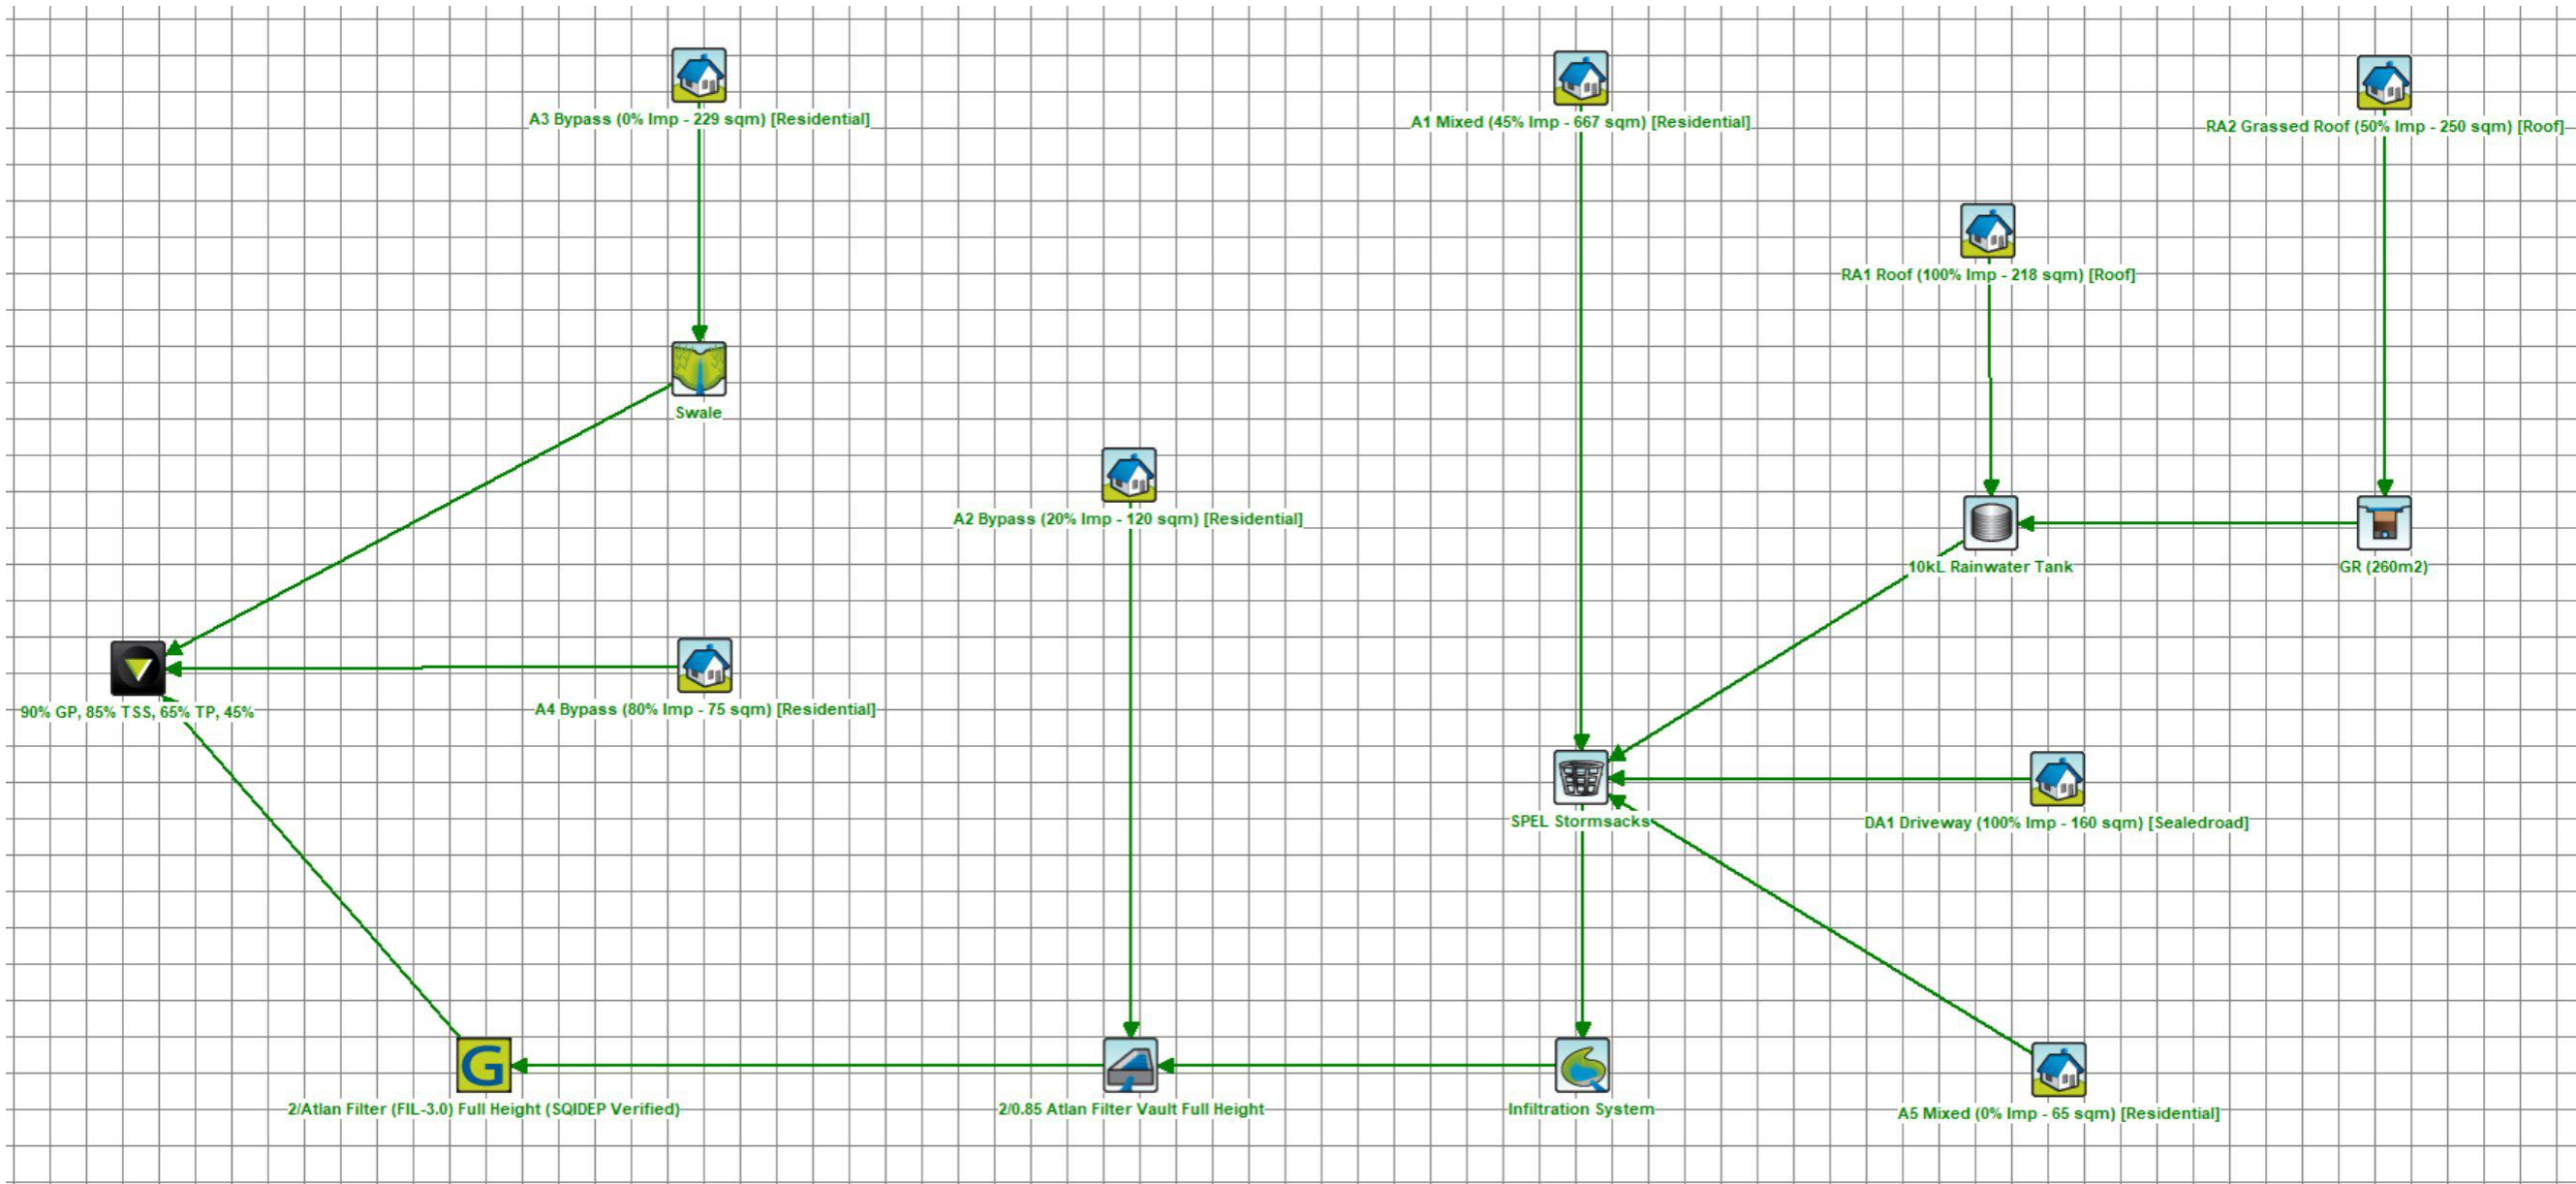 A3 Bypass (0% Imp - 229 sqm) [Residential]
A1 Mixed (45% Imp - 667 sqm) [Residential]
RA2 Grassed Roof (50% Imp - 250 sqm) [Roof]
RA1 Roof (100% Imp - 218 sqm) [Roof]
Swale
A2 Bypass (20% Imp - 120 sqm) [Residential]
10kL Rainwater Tank
GR (260m2)
90% GP, 85% TSS, 65% TP, 45%
A4 Bypass (80% Imp - 75 sqm) [Residential]
SPEL Stormsacks
DA1 Driveway (100% Imp - 160 sqm) [Sealedroad]
G
2/Atlan Filter (FIL-3.0) Full Height (SQIDEP Verified)
2/0.85 Atlan Filter Vault Full Height
Infiltration System
A5 Mixed (0% Imp - 65 sqm) [Residential]